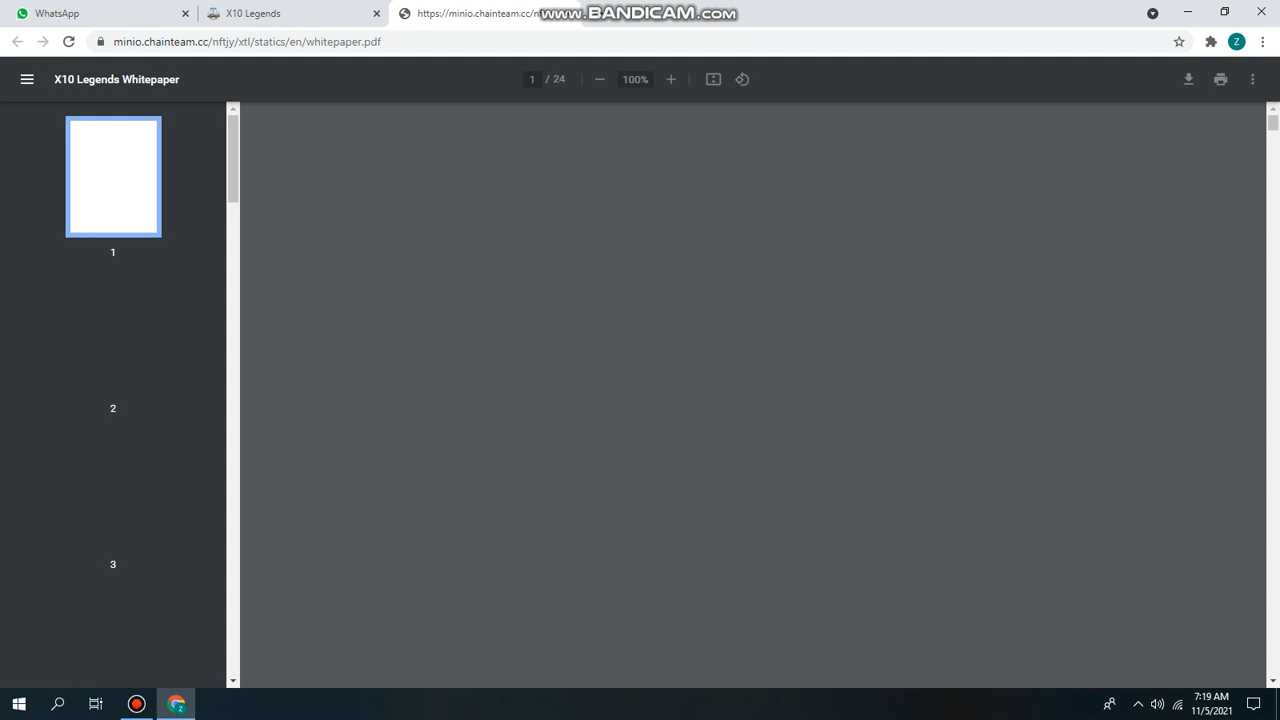 WhatsApp
X10 Legends
https://minio.chainteam.cc/nf
www.BANDICAM.com
minio.chainteam.cc/nftjy/xtl/statics/en/whitepaper.pdf
Z
X10 Legends Whitepaper
1 / 24
100%
1
2
3
7:19 AM
11/5/2021